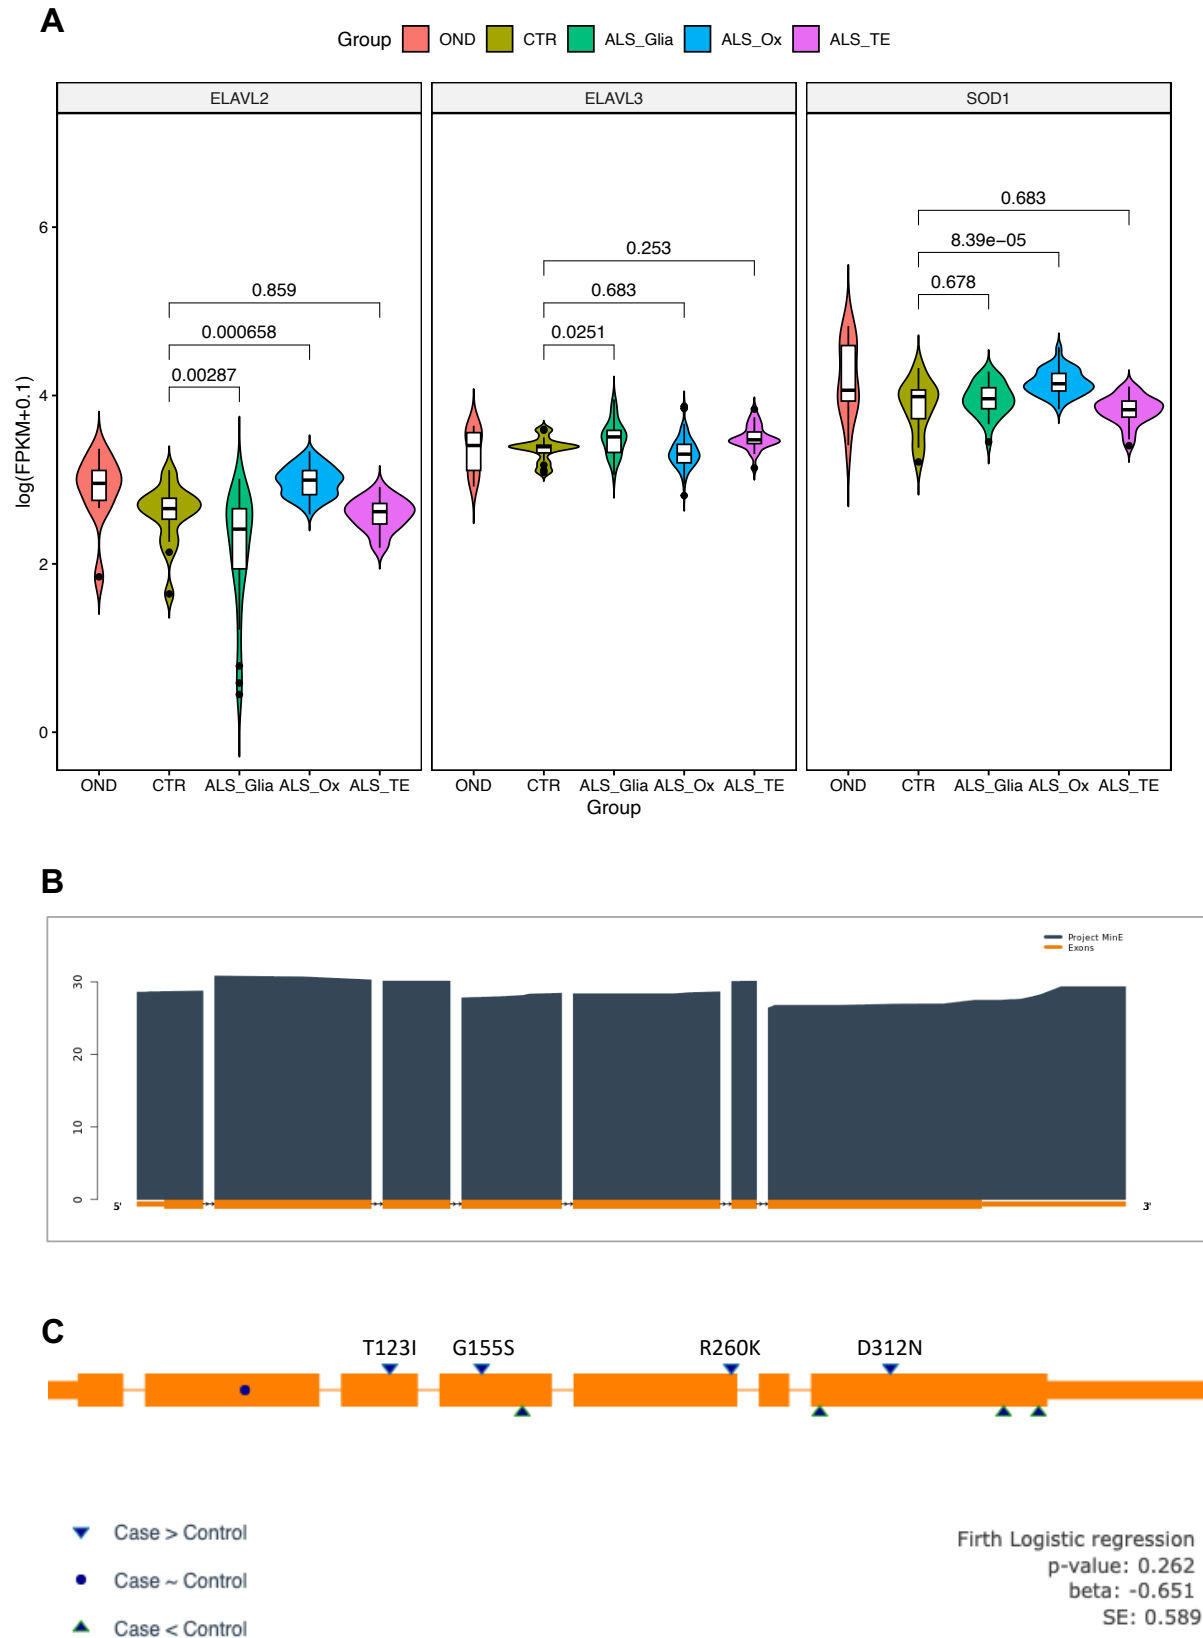 A
Group OND CTR ALS_Glia ALS_Ox ALS_TE
ELAVL2 ELAVL3 SOD1
log(FPKM+0.1)
6
4
2
0
0.859
0.000658
0.00287
0.253
0.683
0.0251
0.683
8.39e−05
0.678
OND CTR ALS_Glia ALS_Ox ALS_TE OND CTR ALS_Glia ALS_Ox ALS_TE OND CTR ALS_Glia ALS_Ox ALS_TE
Group
B
Project MinE
Exons
30
20
10
0
5' 3'
C
T123I G155S R260K D312N
Case > Control
Case ~ Control
Case < Control
Firth Logistic regression
p-value: 0.262
beta: -0.651
SE: 0.589